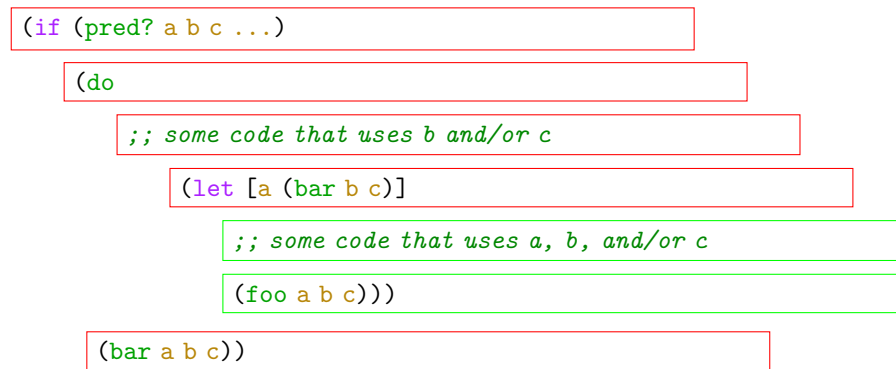 (if (pred? a b c ...)
(do
;; some code that uses b and/or c
(let [a (bar b c)]
;; some code that uses a, b, and/or c
(foo a b c)))
(bar a b c))